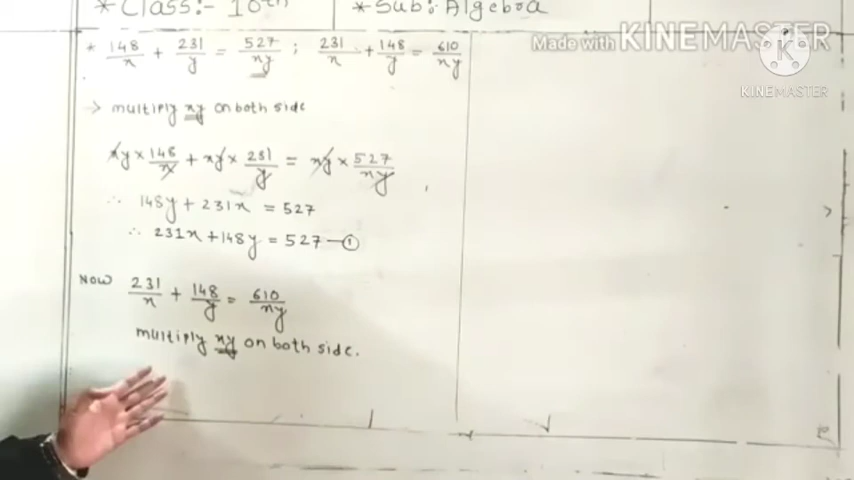 * Class:- 10th
* Sub: Algebra
Made with KINEMASTER
KINEMASTER
* 148/x + 231/y = 527/xy ; 231/x + 148/y = 610/xy
→ multiply xy on both side
xy × 148/x + xy × 231/y = xy × 527/xy
∴ 148y + 231x = 527
∴ 231x + 148y = 527 — ①
Now 231/x + 148/y = 610/xy
multiply xy on both side.